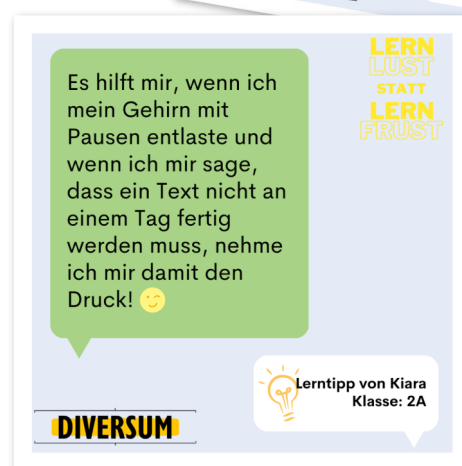 Es hilft mir, wenn ich
mein Gehirn mit
Pausen entlaste und
wenn ich mir sage,
dass ein Text nicht an
einem Tag fertig
werden muss, nehme
ich mir damit den
Druck! 😉
LERN
LUST
STATT
LERN
FRUST
Lerntipp von Kiara
Klasse: 2A
DIVERSUM